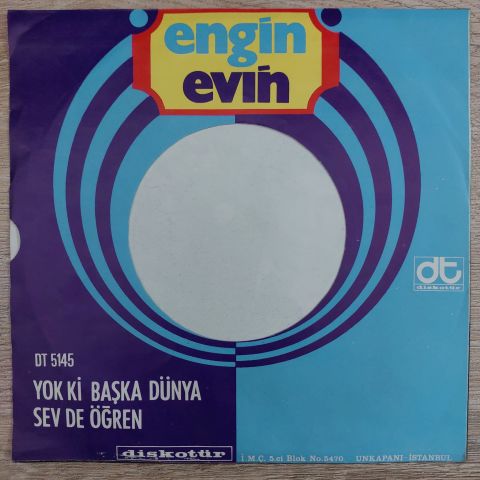 engin
evin
dt
diskotür
DT 5145
YOK Kİ BAŞKA DÜNYA
SEV DE ÖĞREN
diskotür
İ.M.Ç. 5.ci Blok No.5470. UNKAPANI-İSTANBUL